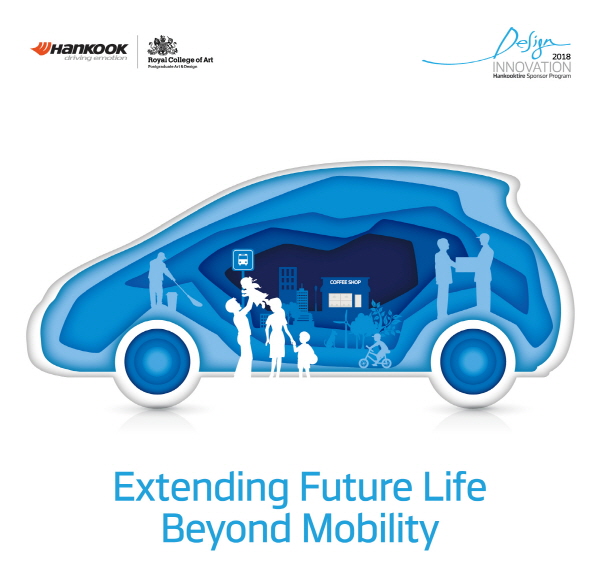 HANKOOK
driving emotion
Royal College of Art
Postgraduate Art & Design
Design
2018
INNOVATION
Hankooktire Sponsor Program
COFFEE SHOP
Extending Future Life
Beyond Mobility